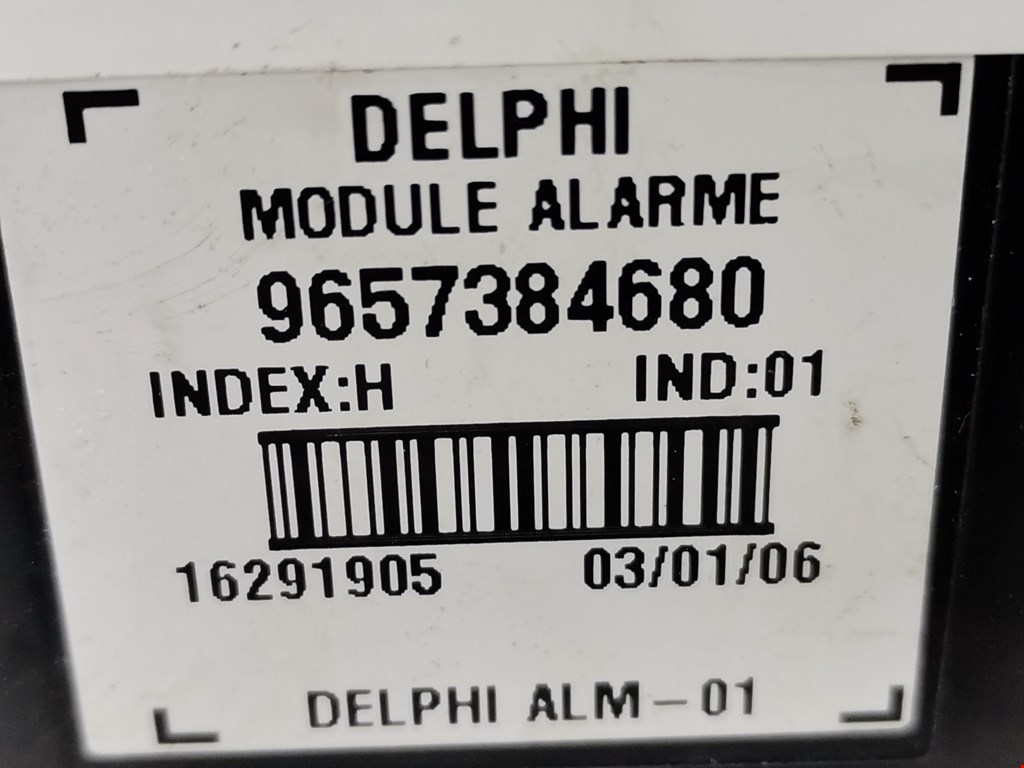 DELPHI
MODULE ALARME
9657384680
INDEX:H IND:01
16291905 03/01/06
DELPHI ALM-01